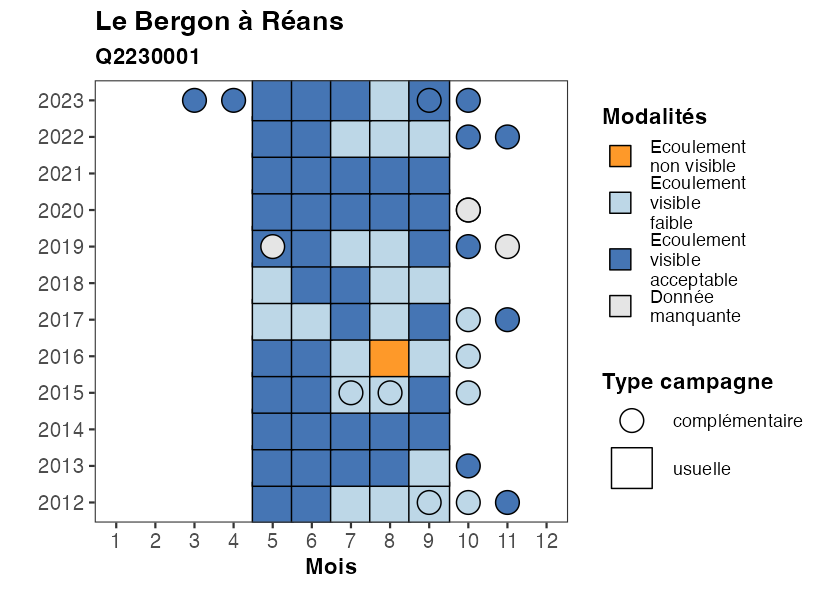 Le Bergon à Réans
Q2230001
2023
2022
2021
2020
2019
2018
2017
2016
2015
2014
2013
2012
1 2 3 4 5 6 7 8 9 10 11 12
Mois
Modalités
Ecoulement
non visible
Ecoulement
visible
faible
Ecoulement
visible
acceptable
Donnée
manquante
Type campagne
complémentaire
usuelle